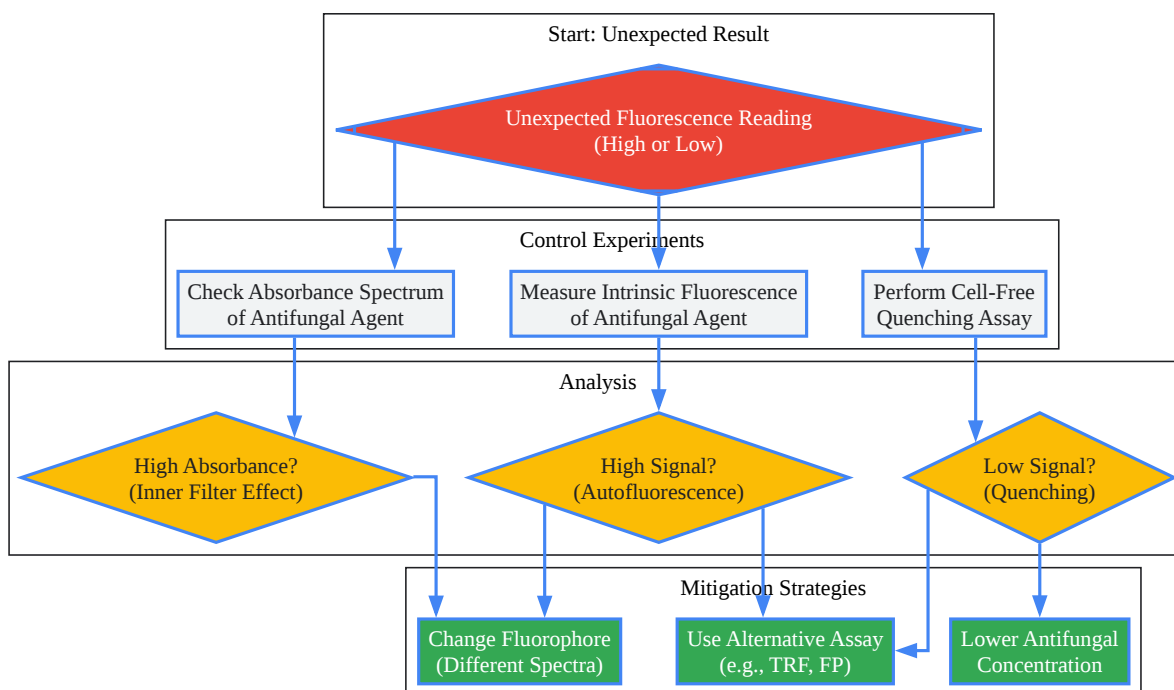 Start: Unexpected Result
Unexpected Fluorescence Reading
(High or Low)
Control Experiments
Check Absorbance Spectrum
of Antifungal Agent
Measure Intrinsic Fluorescence
of Antifungal Agent
Perform Cell-Free
Quenching Assay
Analysis
High Absorbance?
(Inner Filter Effect)
High Signal?
(Autofluorescence)
Low Signal?
(Quenching)
Mitigation Strategies
Change Fluorophore
(Different Spectra)
Use Alternative Assay
(e.g., TRF, FP)
Lower Antifungal
Concentration